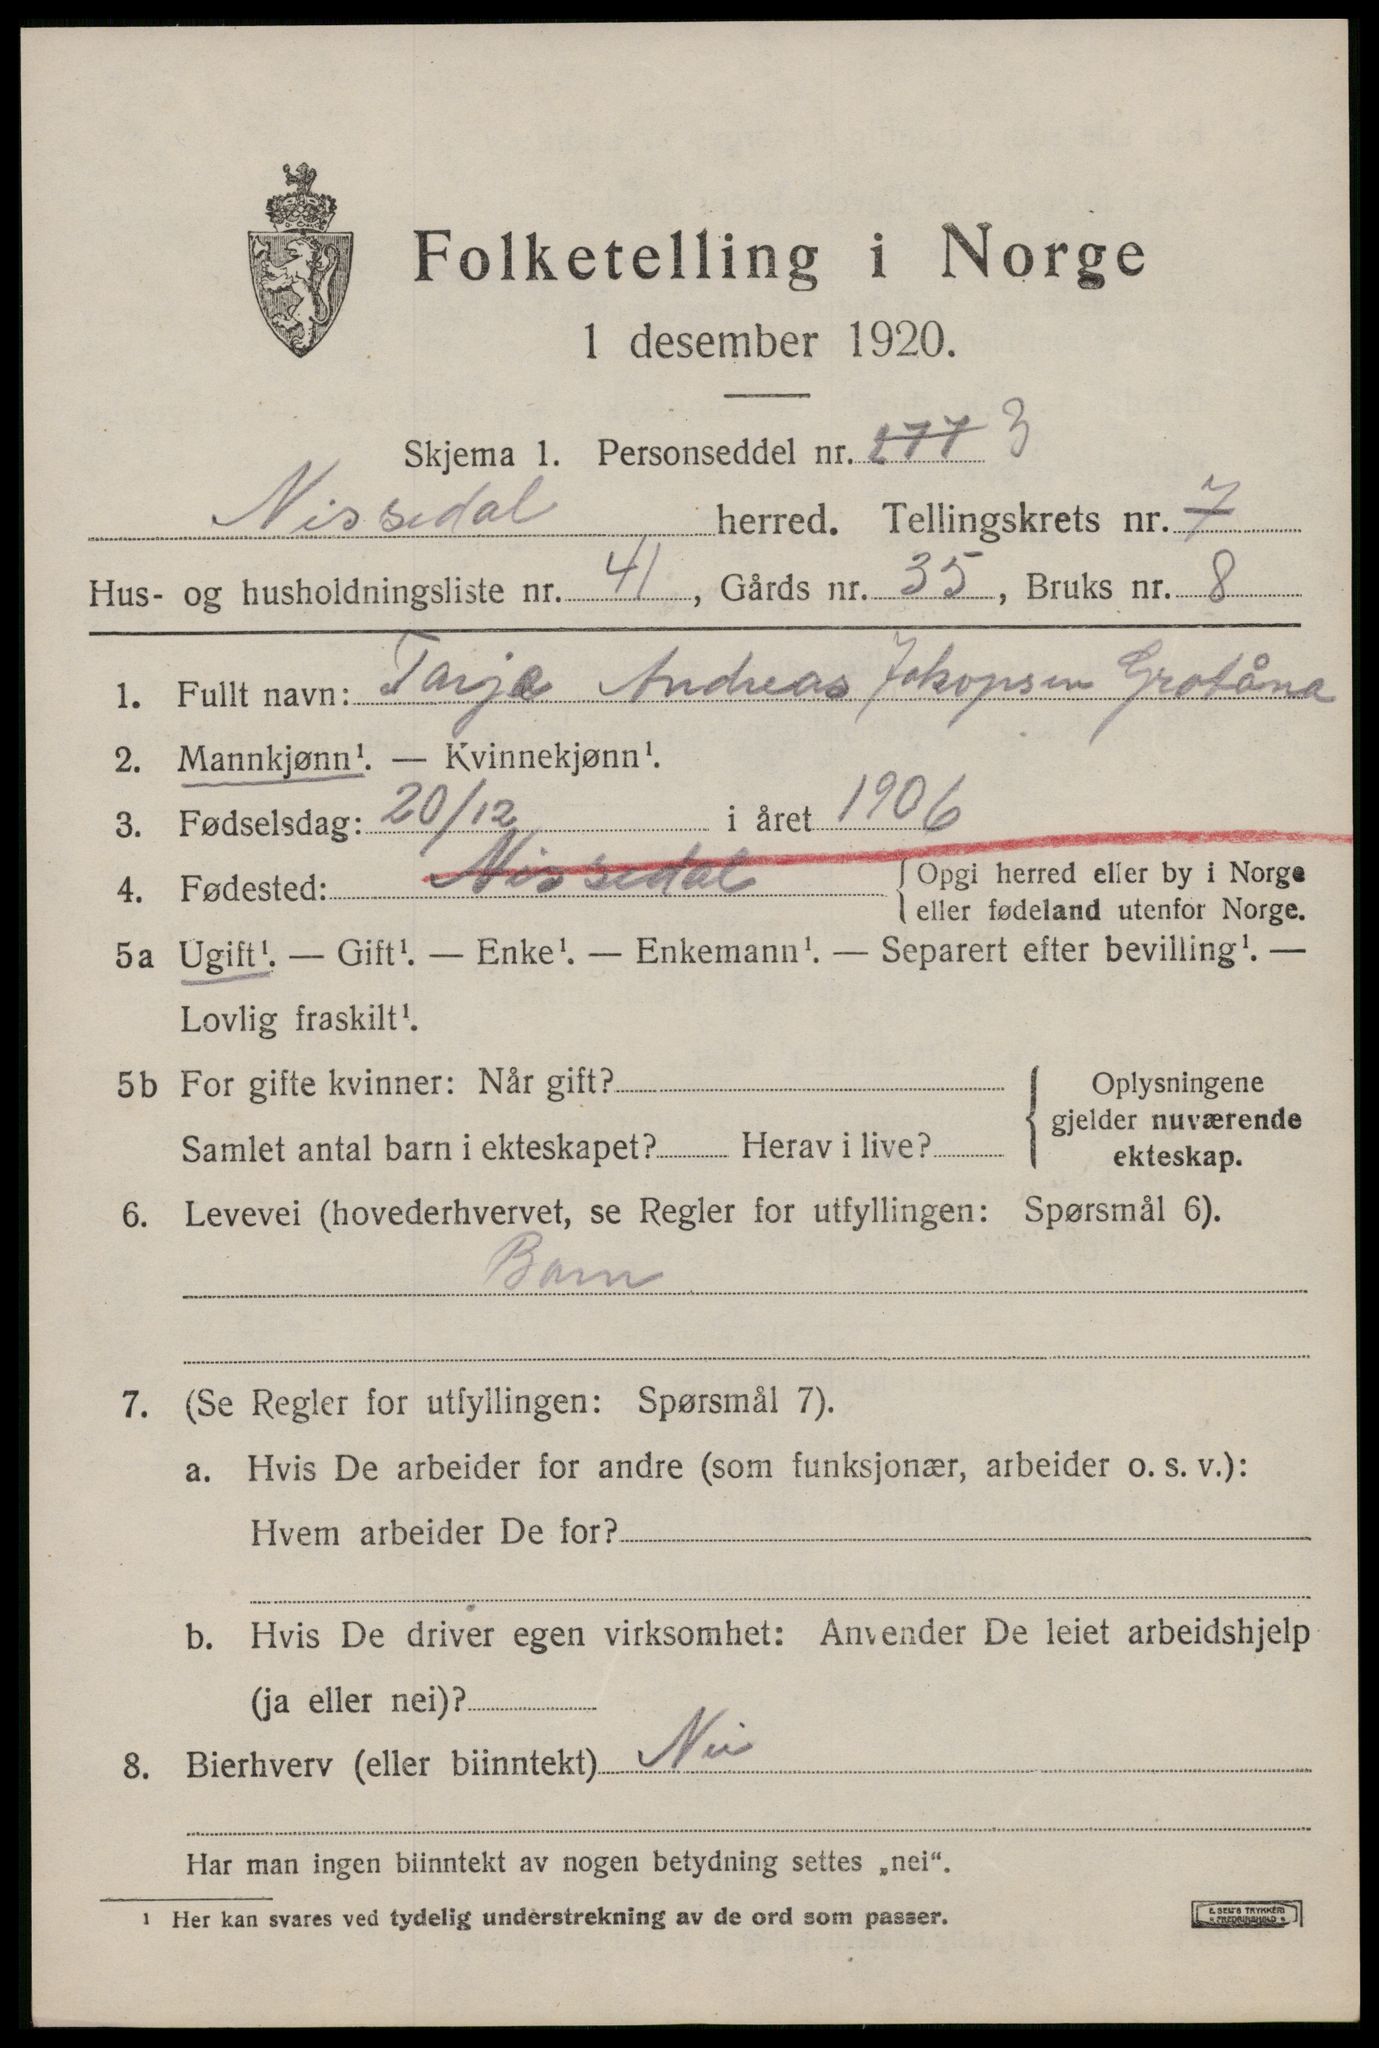 Folketelling i Norge
1 desember 1920.
Skjema 1. Personseddel nr. 277 3
Nissedal herred. Tellingskrets nr. 7
Hus- og husholdningsliste nr. 41, Gårds nr. 35, Bruks nr. 8
1. Fullt navn: Tarje Andreas Jakopsen Grotåna
2. Mannkjønn¹. — Kvinnekjønn¹.
3. Fødselsdag: 20/12 i året 1906
4. Fødested: Nissedal { Opgi herred eller by i Norge
eller fødeland utenfor Norge.
5a Ugift¹. — Gift¹. — Enke¹. — Enkemann¹. — Separert efter bevilling¹. —
Lovlig fraskilt¹.
5b For gifte kvinner: Når gift? { Oplysningene
gjelder nuværende
Samlet antal barn i ekteskapet? Herav i live? ekteskap.
6. Levevei (hovederhvervet, se Regler for utfyllingen: Spørsmål 6).
Barn
7. (Se Regler for utfyllingen: Spørsmål 7).
a. Hvis De arbeider for andre (som funksjonær, arbeider o. s. v.):
Hvem arbeider De for?
b. Hvis De driver egen virksomhet: Anvender De leiet arbeidshjelp
(ja eller nei)?
8. Bierhverv (eller biinntekt) Nei
Har man ingen biinntekt av nogen betydning settes „nei“.
¹ Her kan svares ved tydelig understrekning av de ord som passer.
E. SEM'S TRYKKERI
FREDRIKSHALD